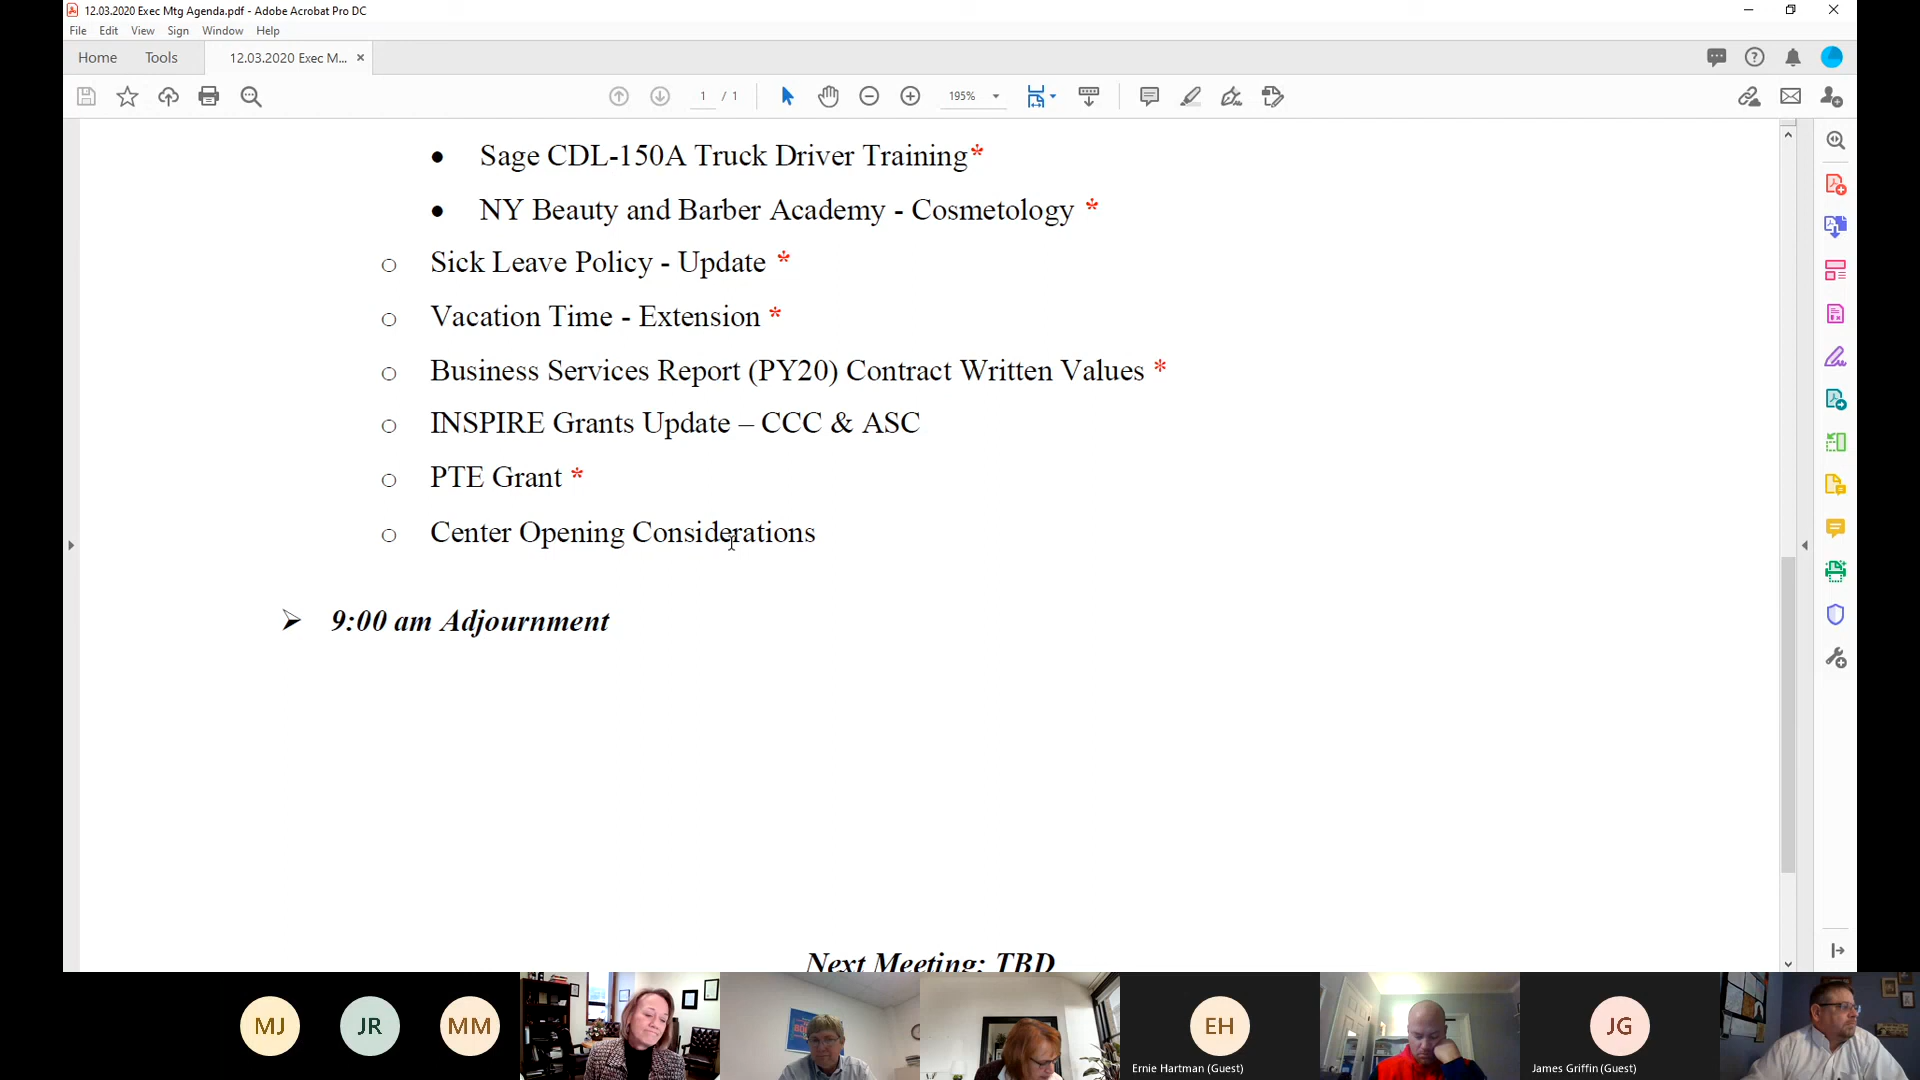 12.03.2020 Exec Mtg Agenda.pdf - Adobe Acrobat Pro DC
File Edit View Sign Window Help
Home Tools 12.03.2020 Exec M... ×
1 / 1 195%
• Sage CDL-150A Truck Driver Training*
• NY Beauty and Barber Academy - Cosmetology *
o Sick Leave Policy - Update *
o Vacation Time - Extension *
o Business Services Report (PY20) Contract Written Values *
o INSPIRE Grants Update – CCC & ASC
o PTE Grant *
o Center Opening Considerations
➢ 9:00 am Adjournment
Next Meeting: TBD
MJ JR MM EH JG
Ernie Hartman (Guest) James Griffin (Guest)